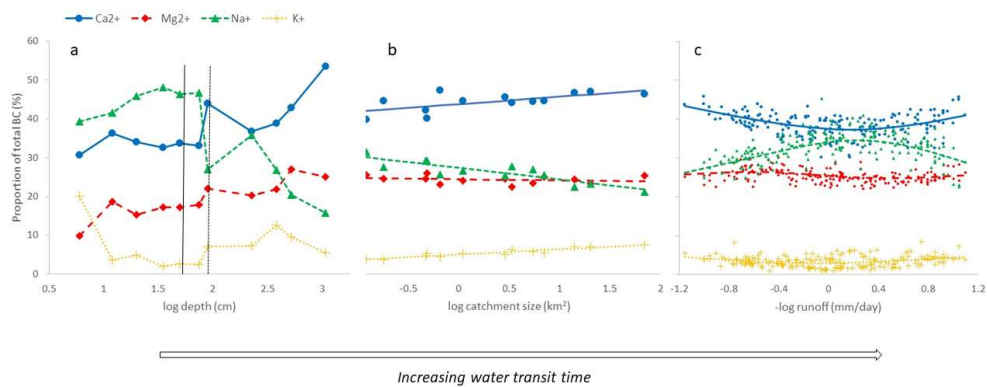 Ca2+ Mg2+ Na+ K+
a b c
Proportion of total BC (%)
60
50
40
30
20
10
0
0.5 1 1.5 2 2.5 3
-0.5 0 0.5 1 1.5 2
-1.2 -0.8 -0.4 0 0.4 0.8 1.2
log depth (cm) log catchment size (km²) -log runoff (mm/day)
Increasing water transit time